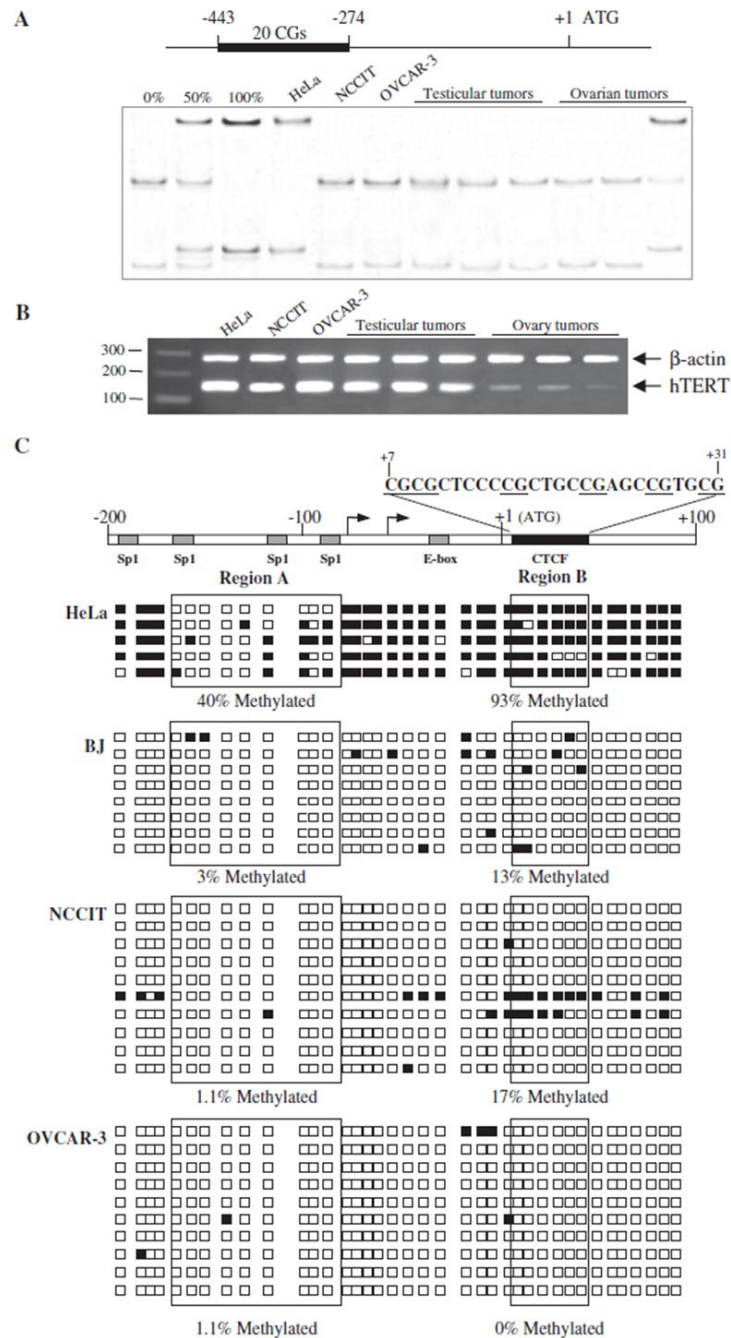 A
-443 -274 +1 ATG
20 CGs
0% 50% 100% HeLa NCCIT OVCAR-3 Testicular tumors Ovarian tumors
B
HeLa NCCIT OVCAR-3 Testicular tumors Ovary tumors
300
200
100
β-actin
hTERT
C
+7 +31
CGCGCTCCCCGCTGCCGAGCCGTGCG
-200 -100 +1 (ATG) +100
Sp1 Sp1 Sp1 Sp1 E-box CTCF
Region A Region B
HeLa
40% Methylated 93% Methylated
BJ
3% Methylated 13% Methylated
NCCIT
1.1% Methylated 17% Methylated
OVCAR-3
1.1% Methylated 0% Methylated